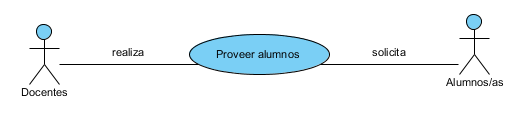 realiza
Proveer alumnos
solicita
Docentes
Alumnos/as